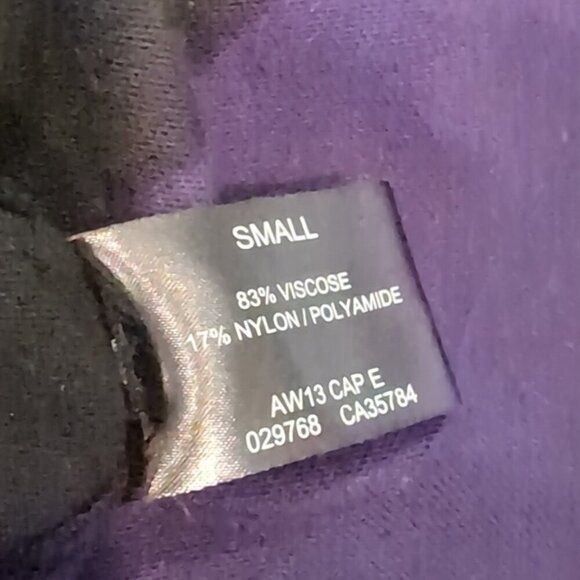 SMALL
83% VISCOSE
17% NYLON / POLYAMIDE
AW13 CAP E
029768 CA35784